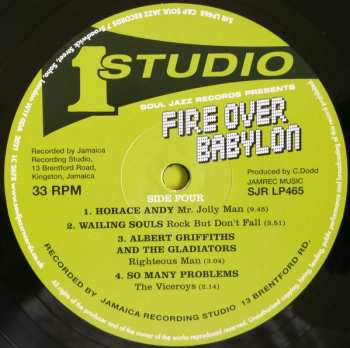 1 STUDIO
SOUL JAZZ RECORDS PRESENTS
FIRE OVER
BABYLON
Recorded by Jamaica
Recording Studio,
13 Brentford Road,
Kingston, Jamaica
33 RPM
Produced by C.Dodd
JAMREC MUSIC
SJR LP465
SIDE FOUR
1. HORACE ANDY Mr. Jolly Man (9.45)
2. WAILING SOULS Rock But Don't Fall (3.51)
3. ALBERT GRIFFITHS
AND THE GLADIATORS
Righteous Man (3.04)
4. SO MANY PROBLEMS
The Viceroys (2.14)
RECORDED BY JAMAICA RECORDING STUDIO 13 BRENTFORD RD.